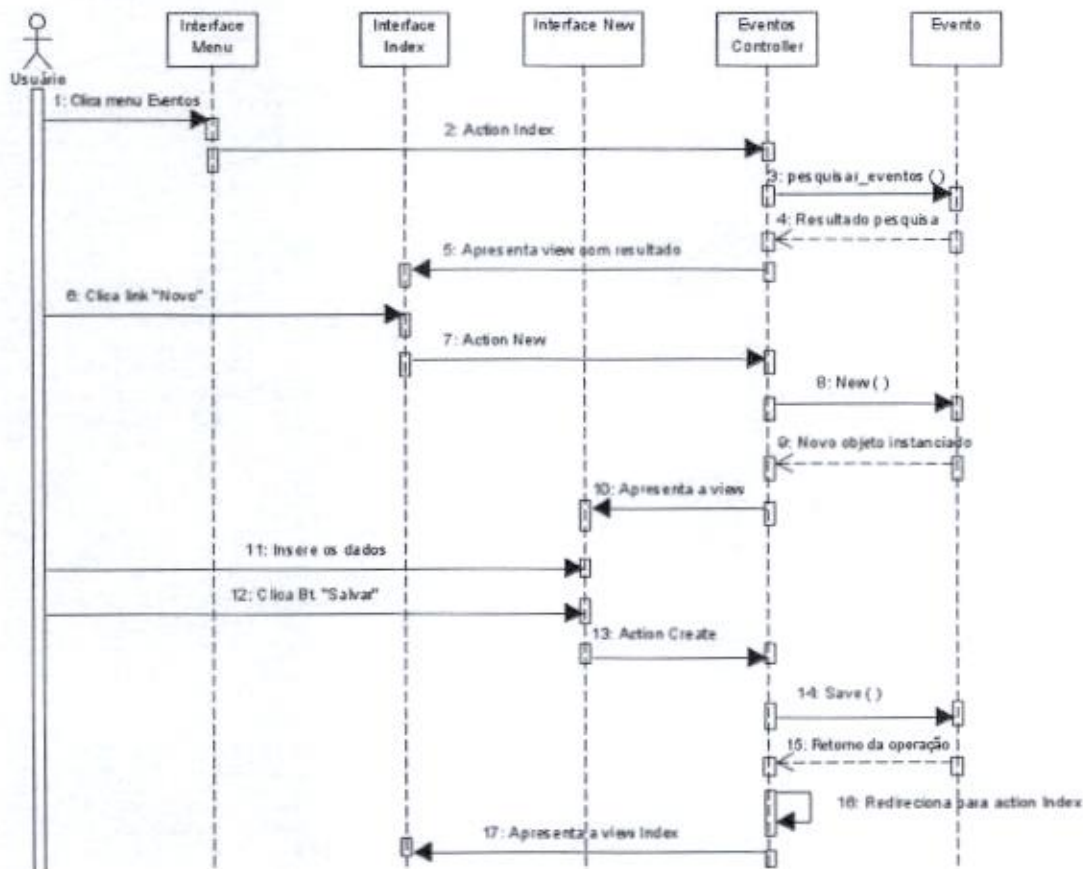 Interface
Menu
Interface
Index
Interface New
Eventos
Controller
Evento
Usuário
1: Clica menu Eventos
2: Action Index
3: pesquisar_eventos ( )
4: Resultado pesquisa
5: Apresenta view com resultado
6: Clica link "Novo"
7: Action New
8: New ( )
9: Novo objeto instanciado
10: Apresenta a view
11: Insere os dados
12: Clica Bt. "Salvar"
13: Action Create
14: Save ( )
15: Retorno da operação
16: Redireciona para action Index
17: Apresenta a view Index